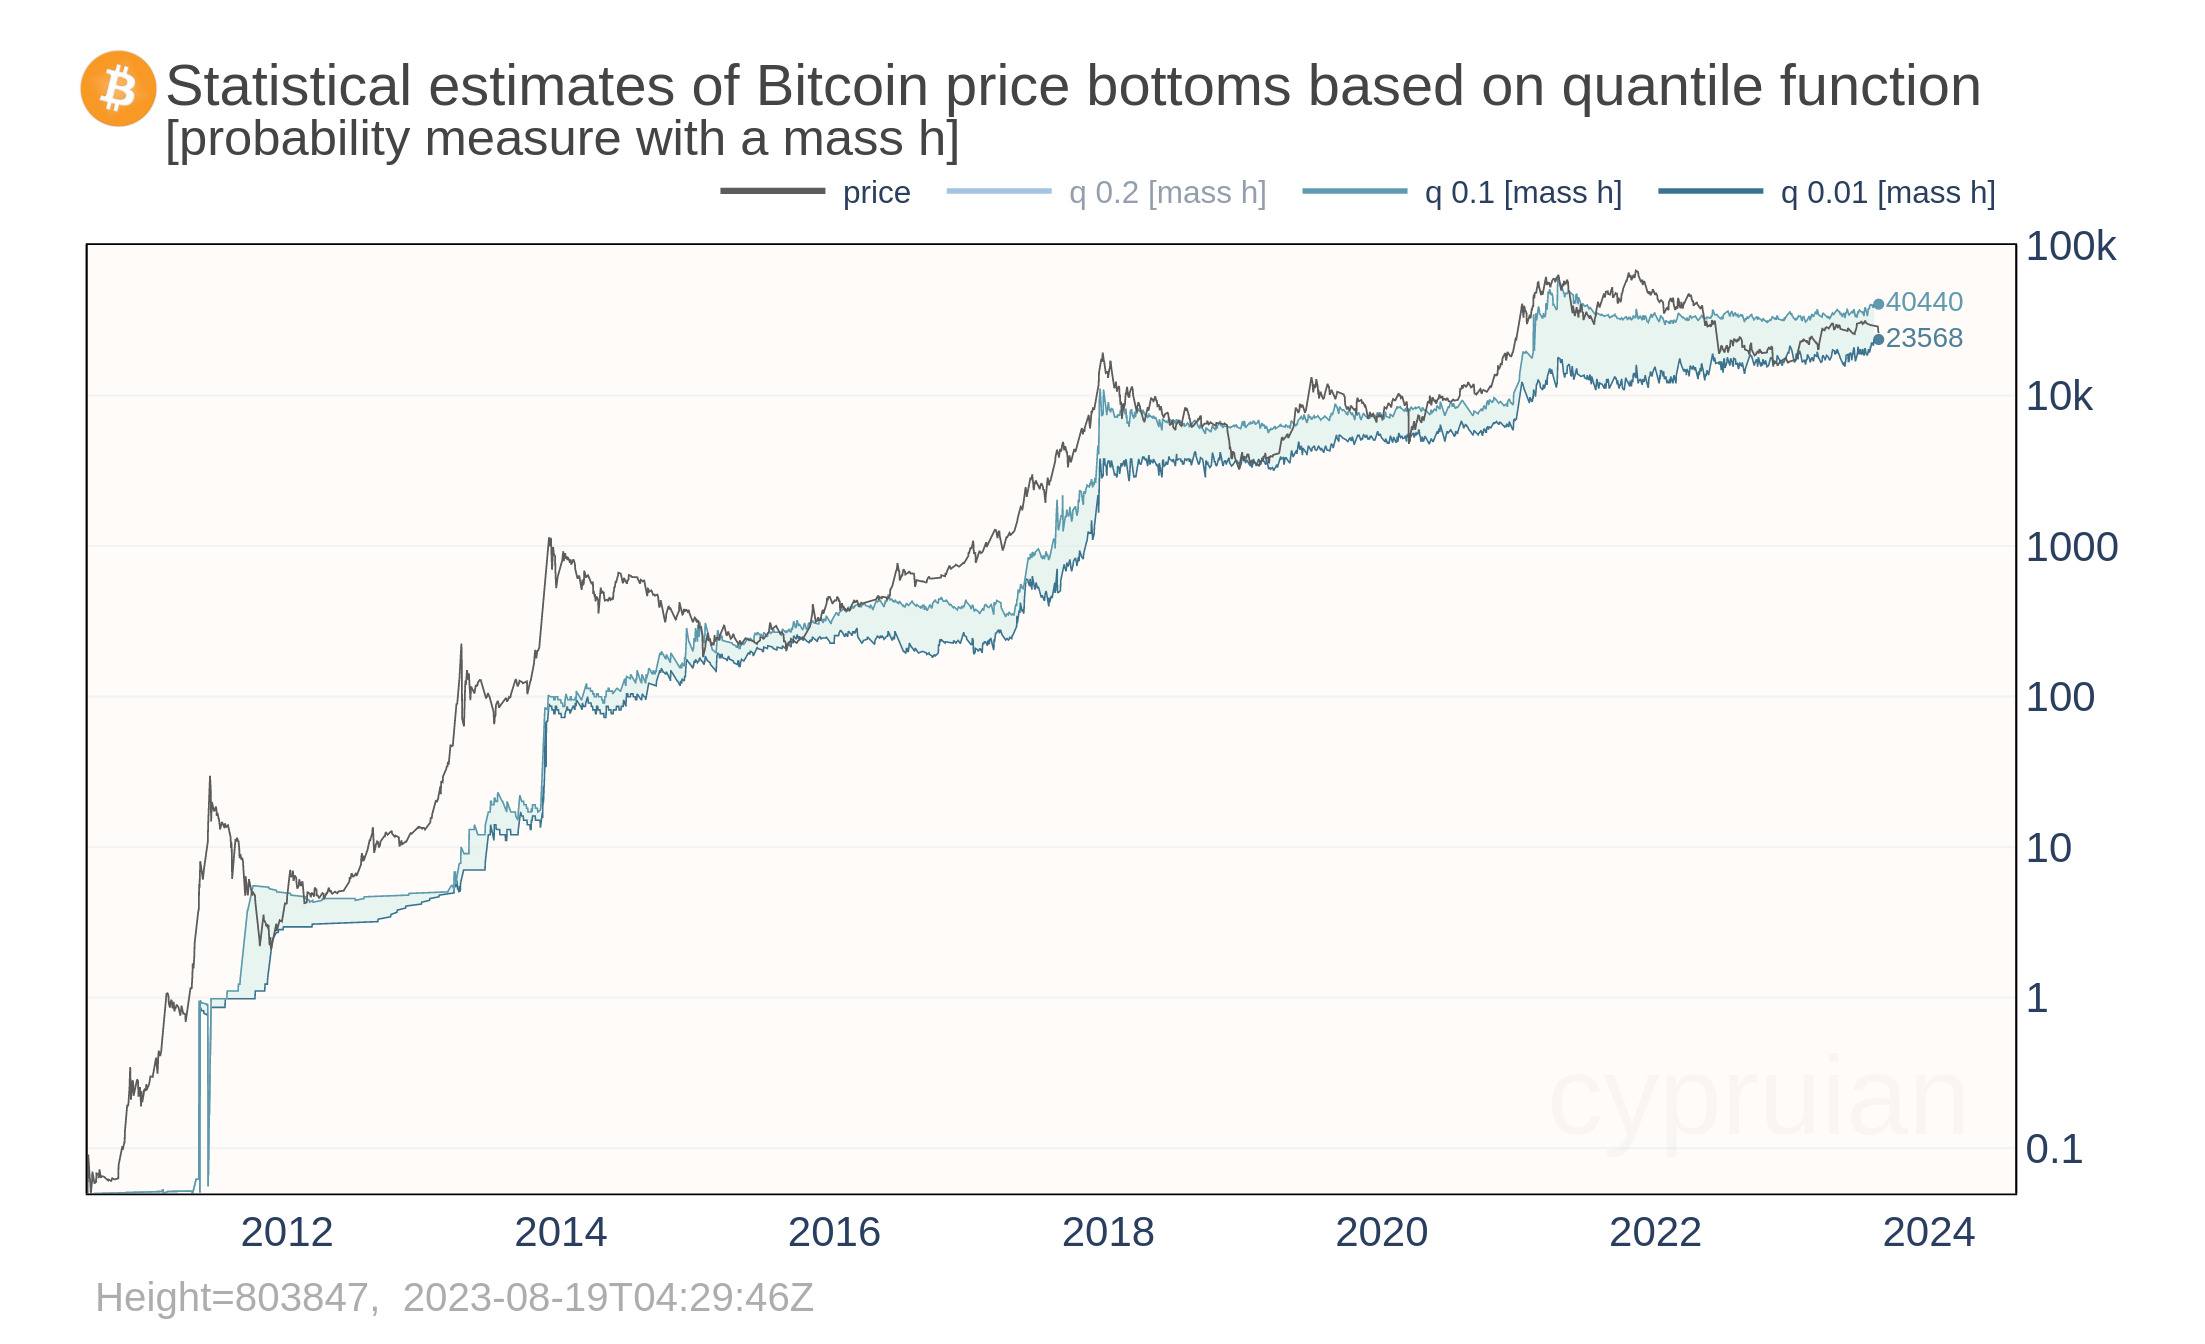 Statistical estimates of Bitcoin price bottoms based on quantile function
[probability measure with a mass h]
price
q 0.2 [mass h]
q 0.1 [mass h]
q 0.01 [mass h]
100k
40440
23568
10k
1000
100
10
1
cypruian
0.1
2012
2014
2016
2018
2020
2022
2024
Height=803847, 2023-08-19T04:29:46Z